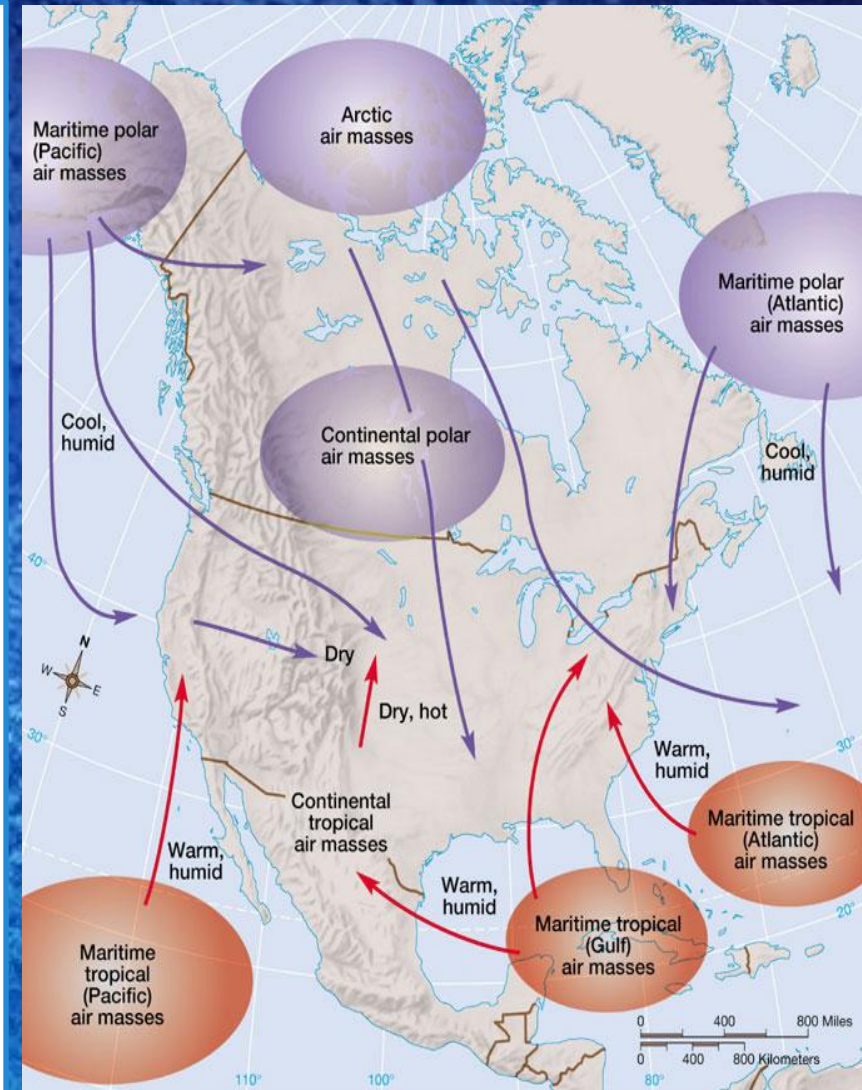 Maritime polar
(Pacific)
air masses
Arctic
air masses
Maritime polar
(Atlantic)
air masses
Continental polar
air masses
Cool,
humid
Cool,
humid
40°
N
W
E
S
Dry
Dry, hot
30°
Warm,
humid
30°
Continental
tropical
air masses
Maritime tropical
(Atlantic)
air masses
Warm,
humid
Warm,
humid
20°
Maritime tropical
(Gulf)
air masses
Maritime
tropical
(Pacific)
air masses
0 400 800 Miles
0 400 800 Kilometers
110°
100°
80°